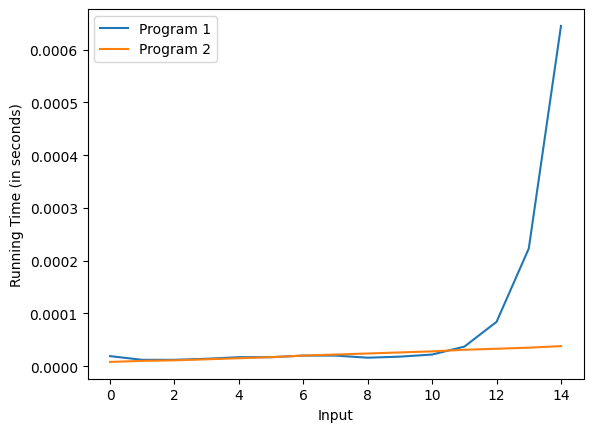 Program 1
Program 2
0.0006
0.0005
0.0004
0.0003
0.0002
0.0001
0.0000
Running Time (in seconds)
0 2 4 6 8 10 12 14
Input